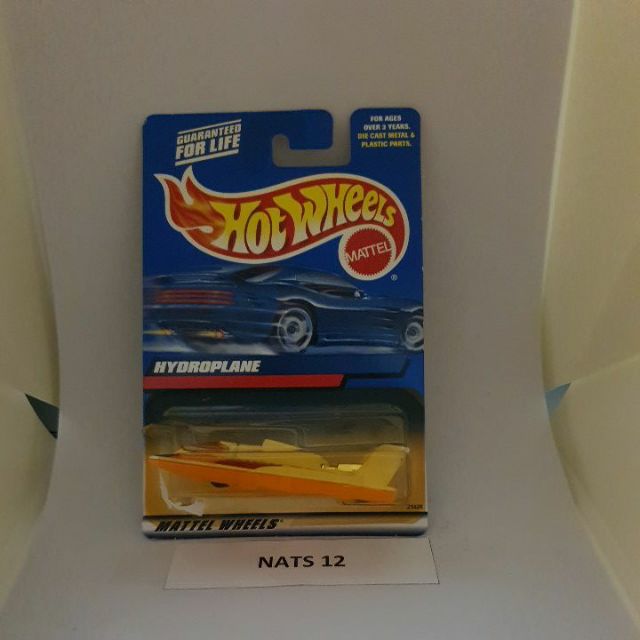 GUARANTEED
FOR LIFE
FOR AGES
OVER 3 YEARS.
DIE CAST METAL &
PLASTIC PARTS.
HOT WHEELS
MATTEL
®
HYDROPLANE
MATTEL WHEELS
NATS 12